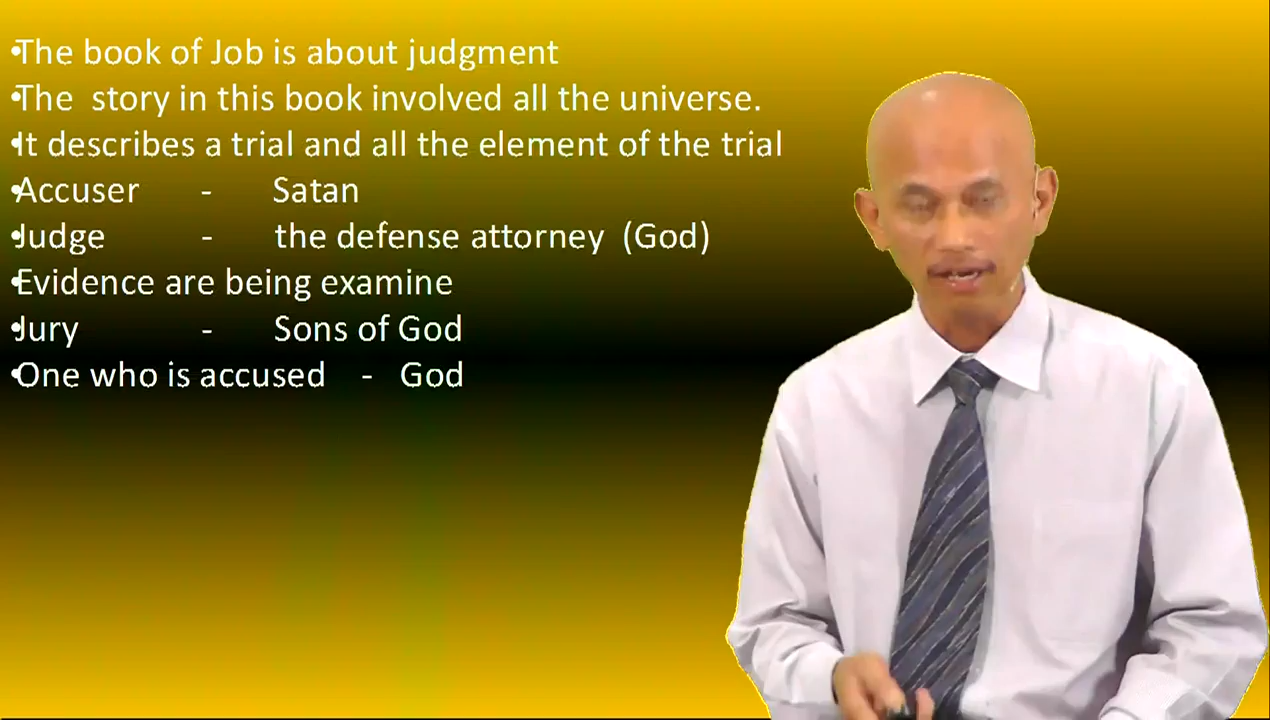 •The book of Job is about judgment
•The story in this book involved all the universe.
•It describes a trial and all the element of the trial
•Accuser - Satan
•Judge - the defense attorney (God)
•Evidence are being examine
•Jury - Sons of God
•One who is accused - God